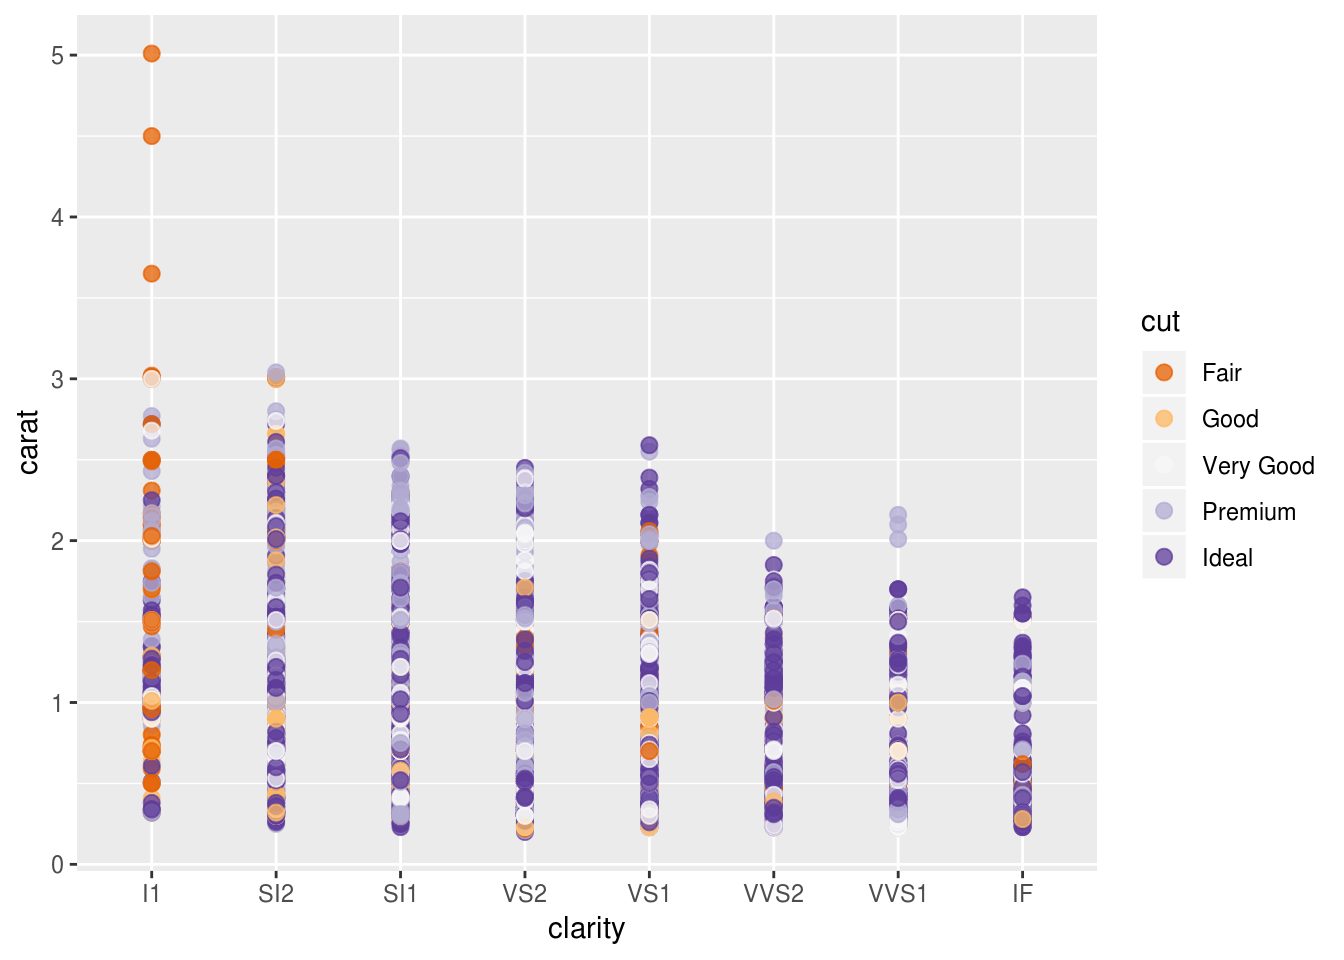 5
4
3
2
1
0
carat
I1 SI2 SI1 VS2 VS1 VVS2 VVS1 IF
clarity
cut
Fair
Good
Very Good
Premium
Ideal